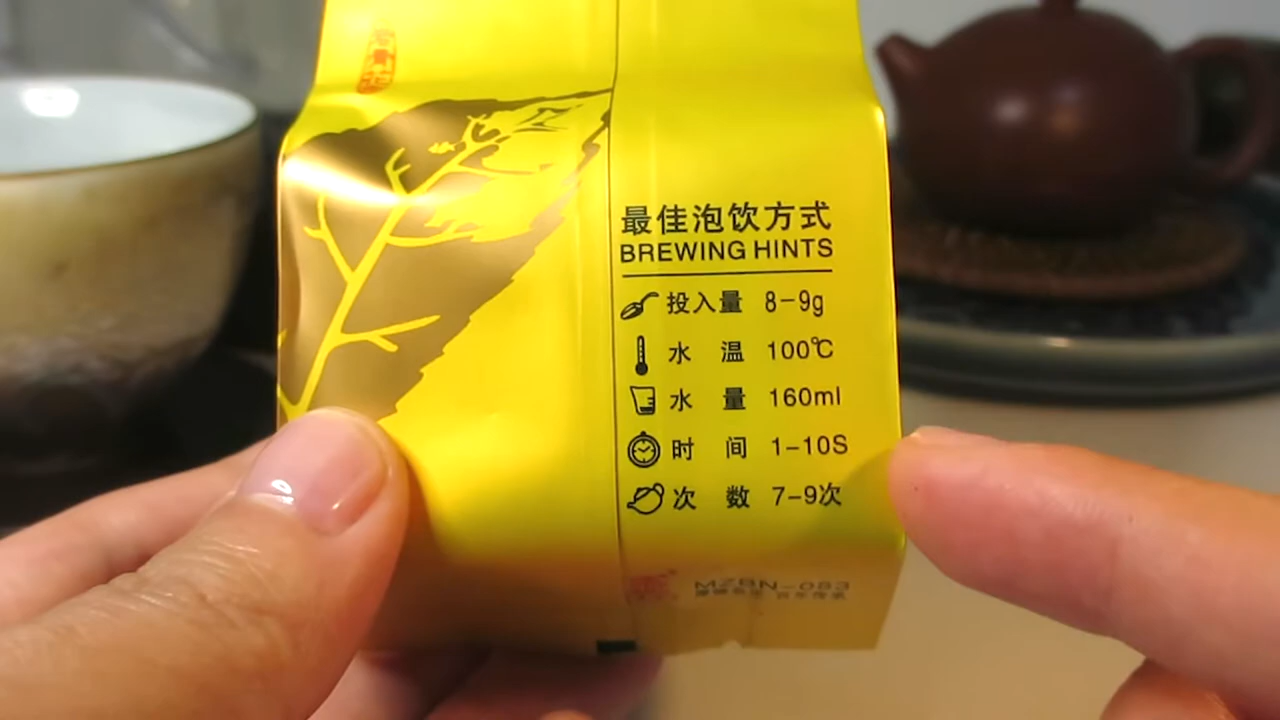 最佳泡饮方式
BREWING HINTS
投入量 8-9g
水 温 100℃
水 量 160ml
时 间 1-10S
次 数 7-9次
MZBN-083